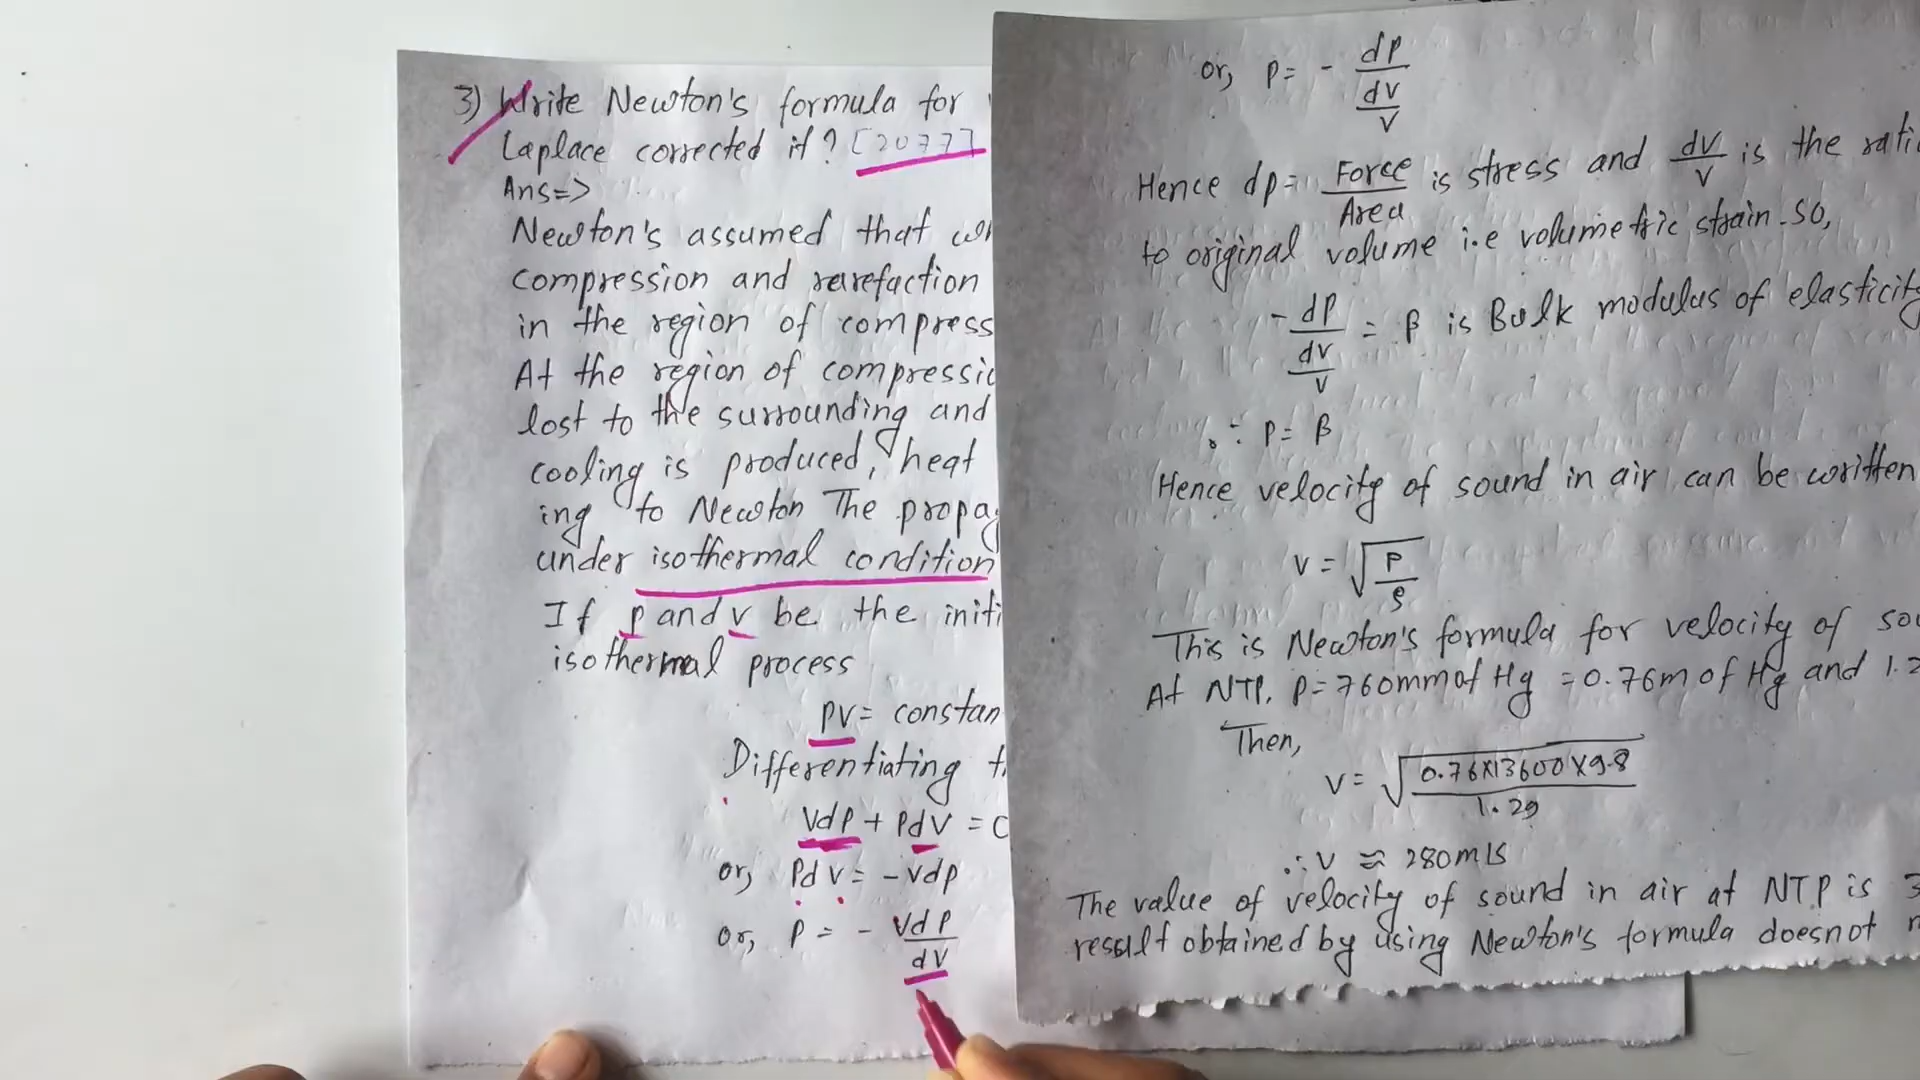 3) Write Newton's formula for
Laplace corrected it? [2077]
Ans=>
Newton's assumed that
compression and rarefaction
in the region of compress
At the region of compressi
lost to the surrounding and
cooling is produced, heat
ing to Newton The propa
under isothermal condition
If p and v be the initi
isothermal process
pv = constan
Differentiating t
Vdp + PdV =
or, Pdv = -vdp
or, P = - Vdp/dV
or, P = - dp/(dv/v)
Hence dp = Force/Area is stress and dv/v is the rati
to original volume i.e volumetric strain. So,
- dp/(dv/v) = β is Bulk modulus of elasticity
∴ P = β
Hence velocity of sound in air can be written
v = √(P/ρ)
This is Newton's formula for velocity of sou
At NTP, P = 760mm of Hg = 0.76m of Hg and 1.2
Then,
v = √(0.76X13600X9.8/1.29)
∴ v ≈ 280m/s
The value of velocity of sound in air at NTP is 3
result obtained by using Newton's formula doesnot